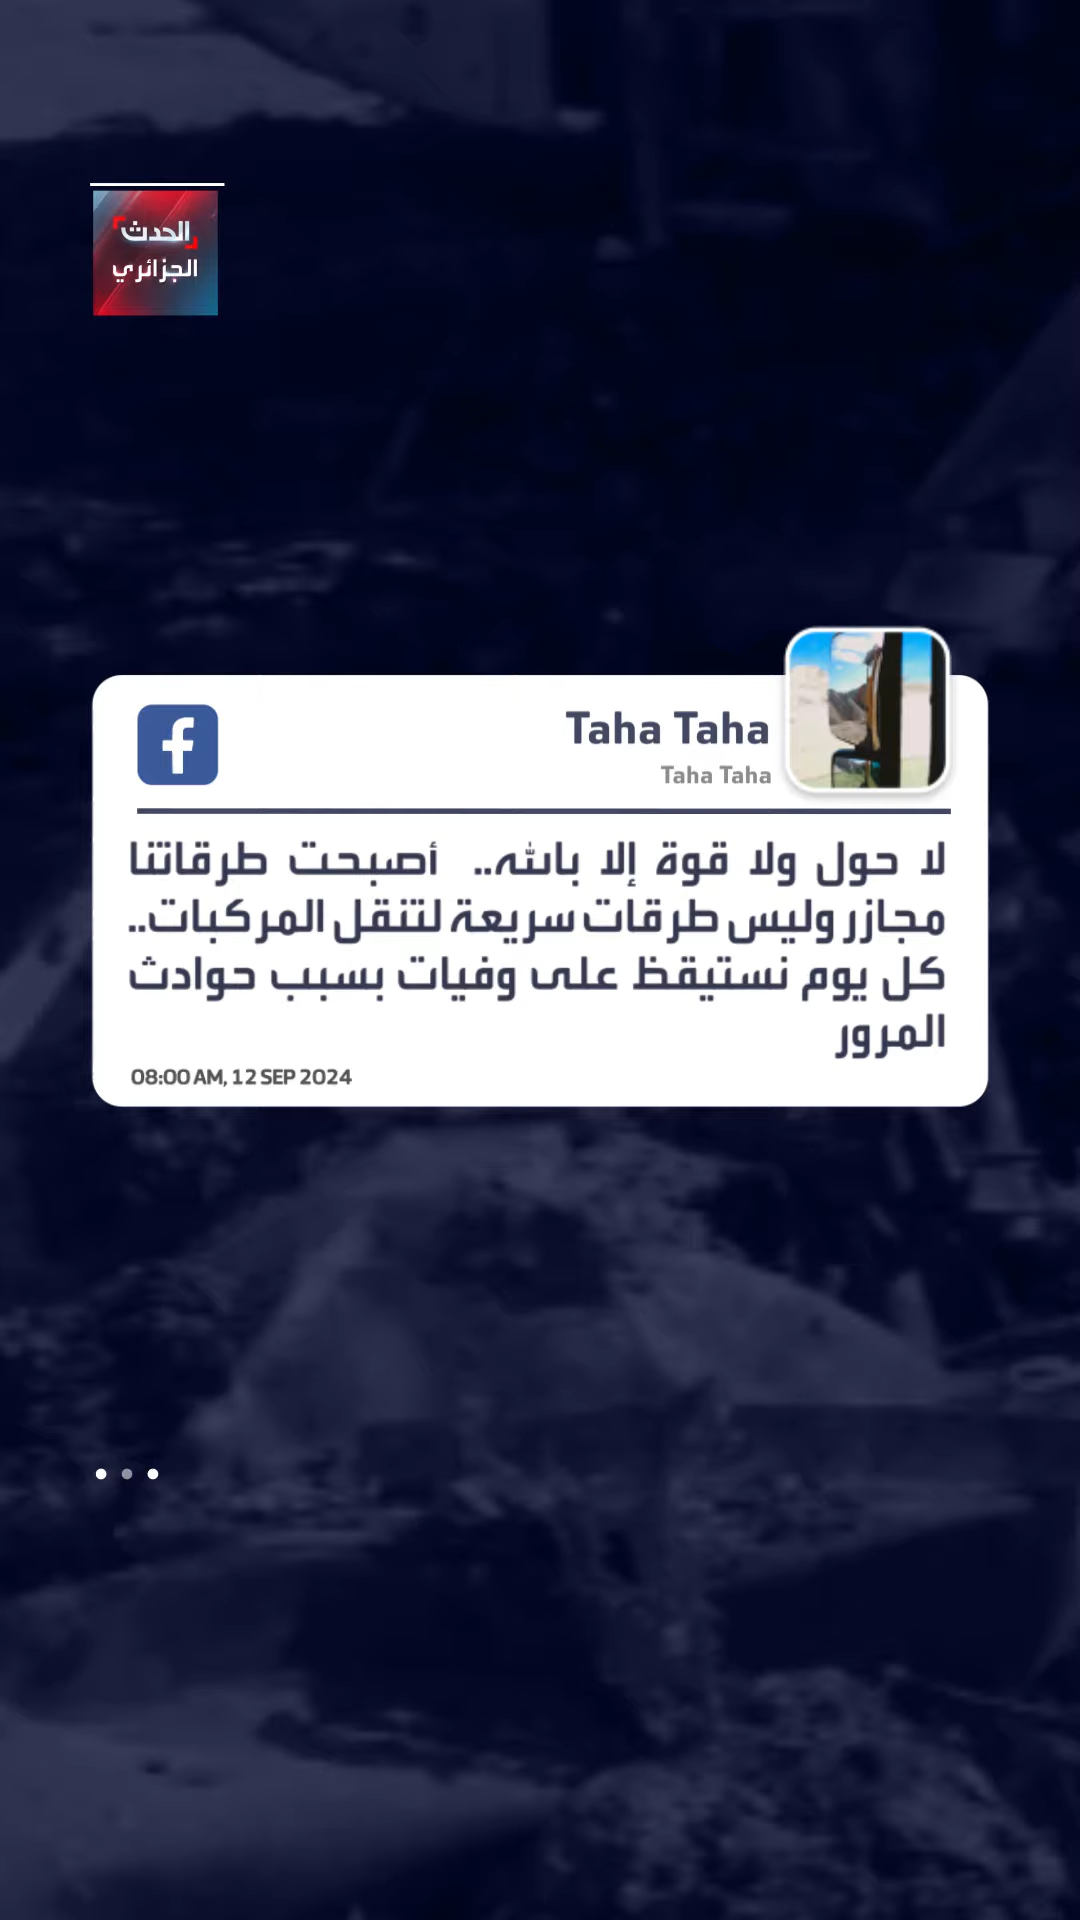 الحدث
الجزائري
Taha Taha
Taha Taha
لا حول ولا قوة إلا بالله.. أصبحت طرقاتنا
مجازر وليس طرقات سريعة لتنقل المركبات..
كل يوم نستيقظ على وفيات بسبب حوادث
المرور
08:00 AM, 12 SEP 2024